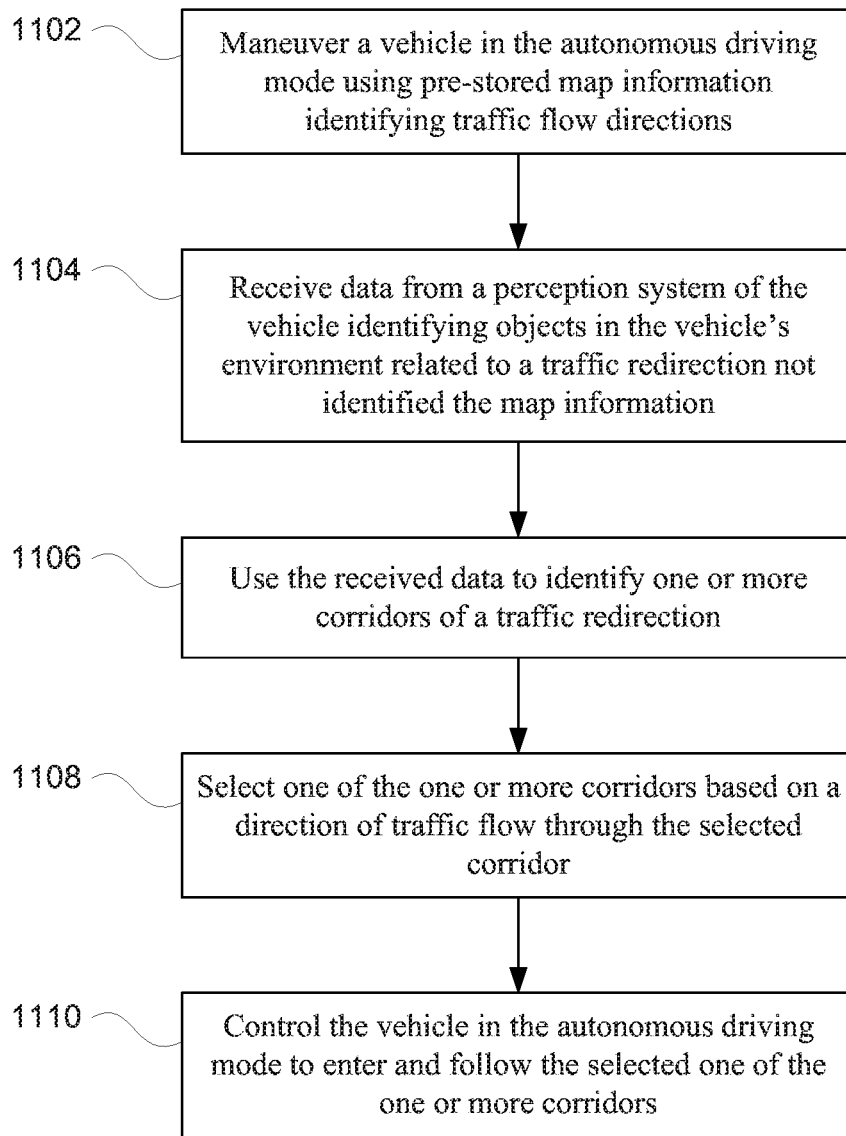 1102
Maneuver a vehicle in the autonomous driving
mode using pre-stored map information
identifying traffic flow directions
1104
Receive data from a perception system of the
vehicle identifying objects in the vehicle's
environment related to a traffic redirection not
identified the map information
1106
Use the received data to identify one or more
corridors of a traffic redirection
1108
Select one of the one or more corridors based on a
direction of traffic flow through the selected
corridor
1110
Control the vehicle in the autonomous driving
mode to enter and follow the selected one of the
one or more corridors